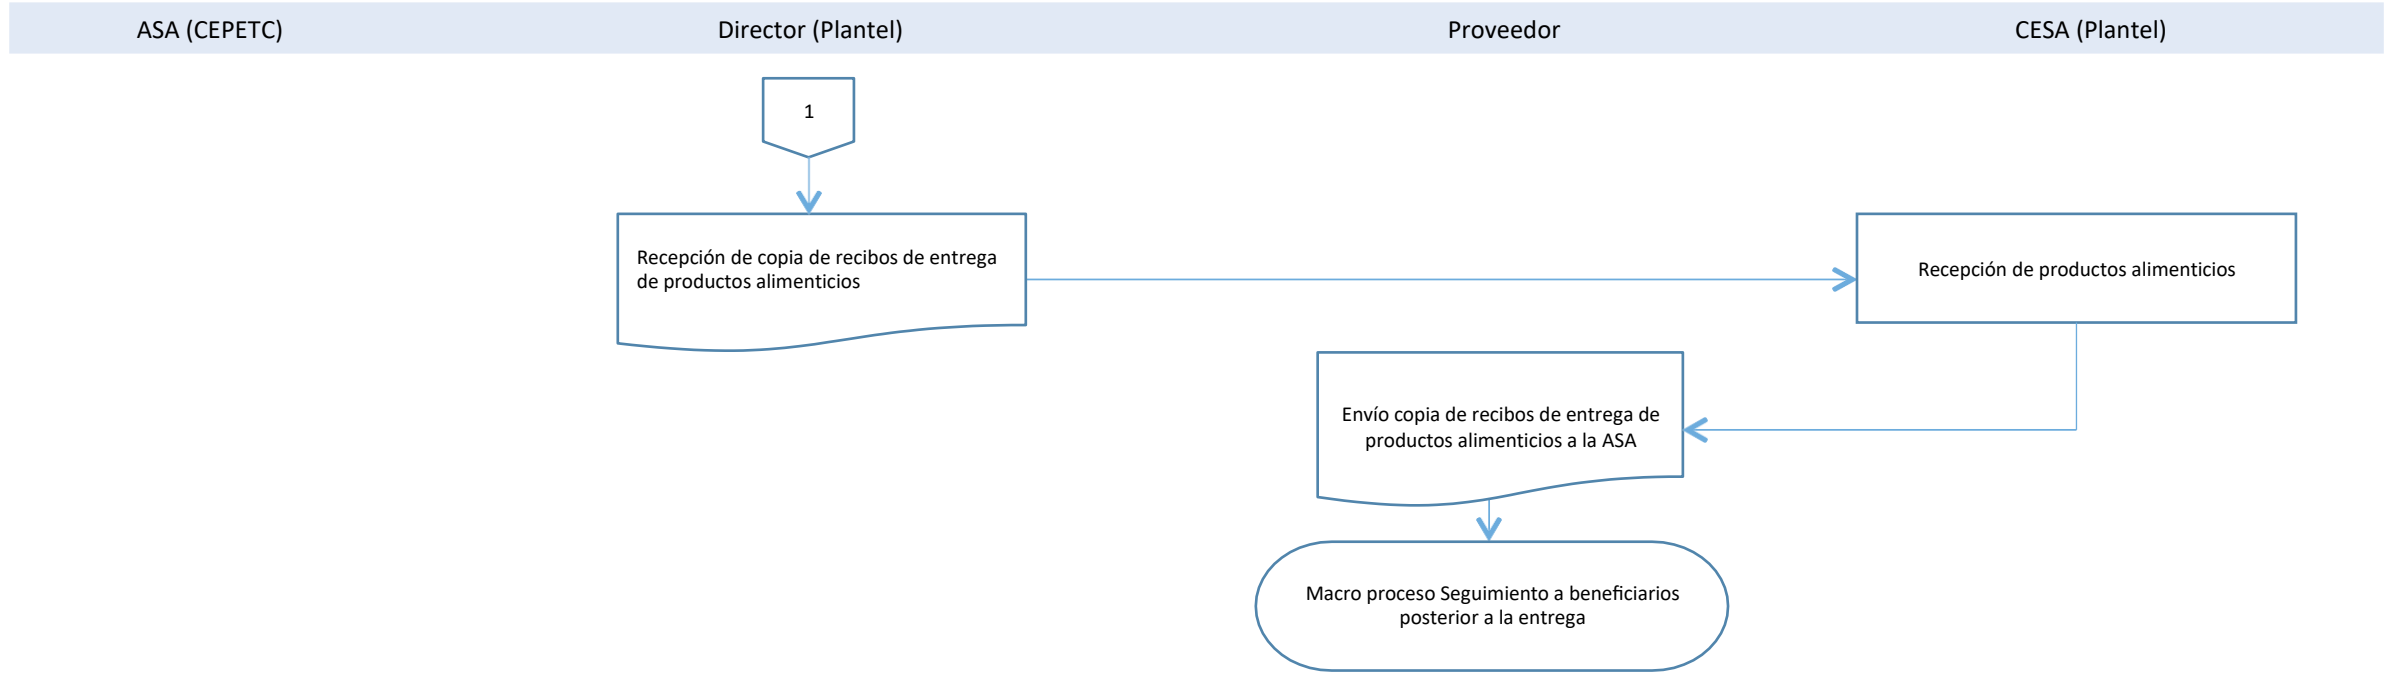 ASA (CEPETC)
Director (Plantel)
Proveedor
CESA (Plantel)
1
Recepción de copia de recibos de entrega
de productos alimenticios
Recepción de productos alimenticios
Envío copia de recibos de entrega de
productos alimenticios a la ASA
Macro proceso Seguimiento a beneficiarios
posterior a la entrega